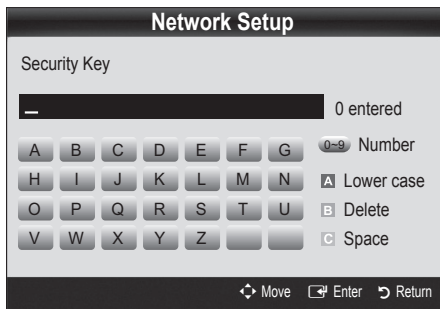 Network Setup
Security Key
_ 0 entered
A B C D E F G 0~9 Number
H I J K L M N A Lower case
O P Q R S T U B Delete
V W X Y Z C Space
Move Enter Return